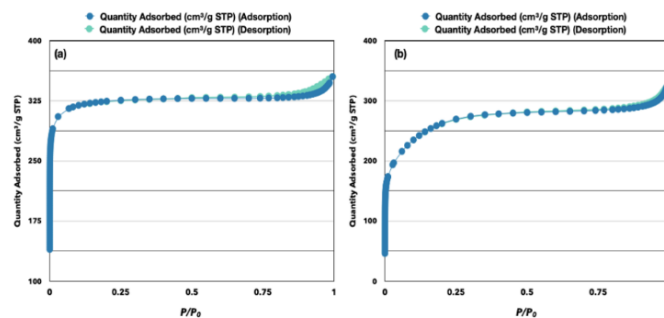 Quantity Adsorbed (cm³/g STP) (Adsorption)
Quantity Adsorbed (cm³/g STP) (Desorption)
(a)
Quantity Adsorbed (cm³/g STP)
400
325
250
175
100
0
0.25
0.5
0.75
1
P/P₀
Quantity Adsorbed (cm³/g STP) (Adsorption)
Quantity Adsorbed (cm³/g STP) (Desorption)
(b)
Quantity Adsorbed (cm³/g STP)
400
300
200
100
0
0
0.25
0.5
0.75
P/P₀